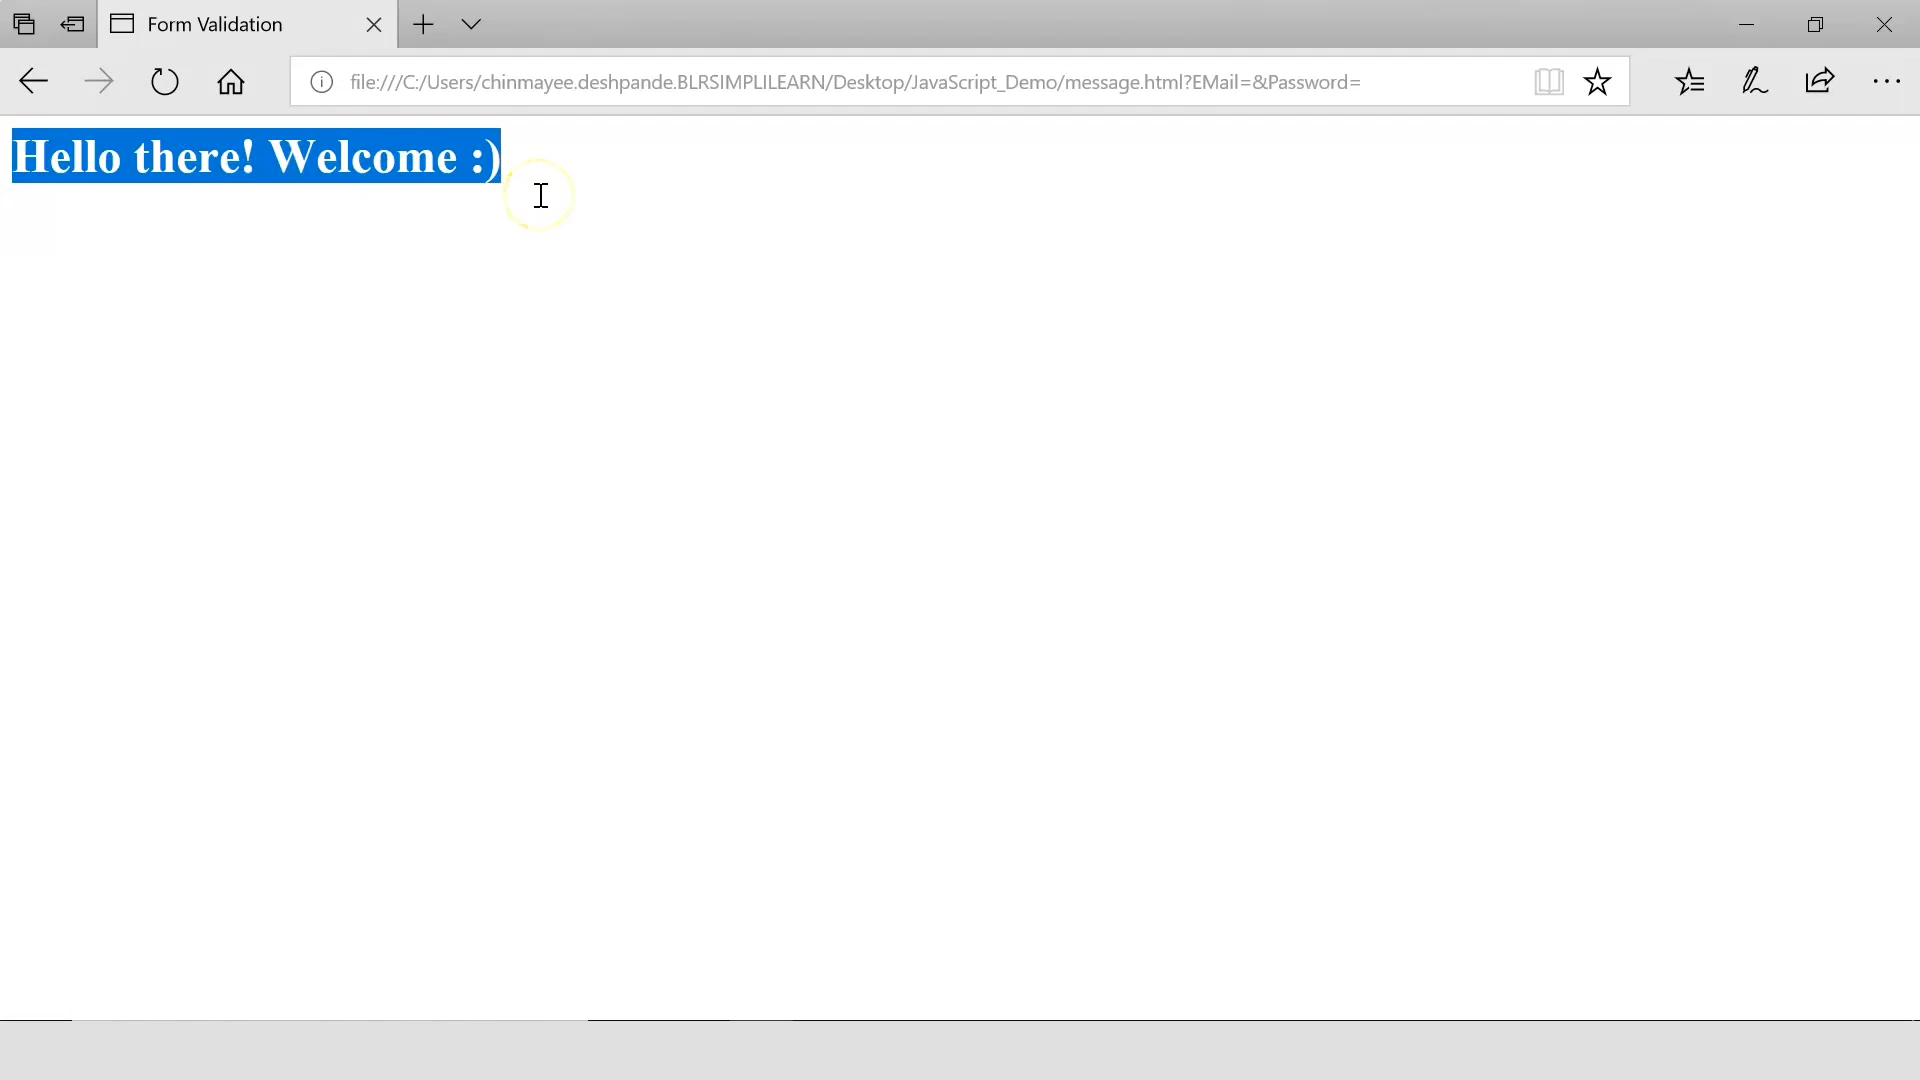 Form Validation
file:///C:/Users/chinmayee.deshpande.BLRSIMPLILEARN/Desktop/JavaScript_Demo/message.html?EMail=&Password=
Hello there! Welcome :)